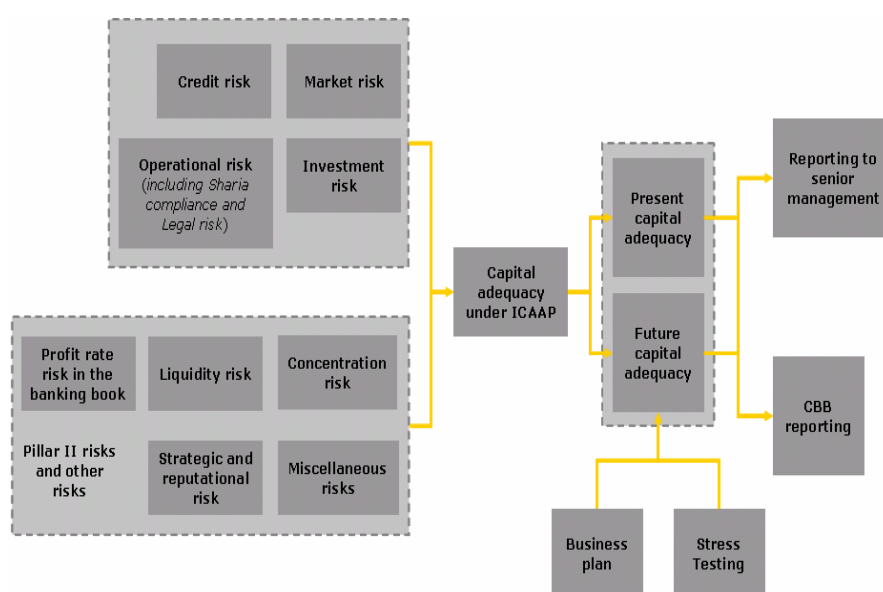 Credit risk
Market risk
Operational risk
(including Sharia
compliance and
Legal risk)
Investment
risk
Profit rate
risk in the
banking book
Liquidity risk
Concentration
risk
Pillar II risks
and other
risks
Strategic and
reputational
risk
Miscellaneous
risks
Capital
adequacy
under ICAAP
Present
capital
adequacy
Future
capital
adequacy
Business
plan
Stress
Testing
Reporting to
senior
management
CBB
reporting